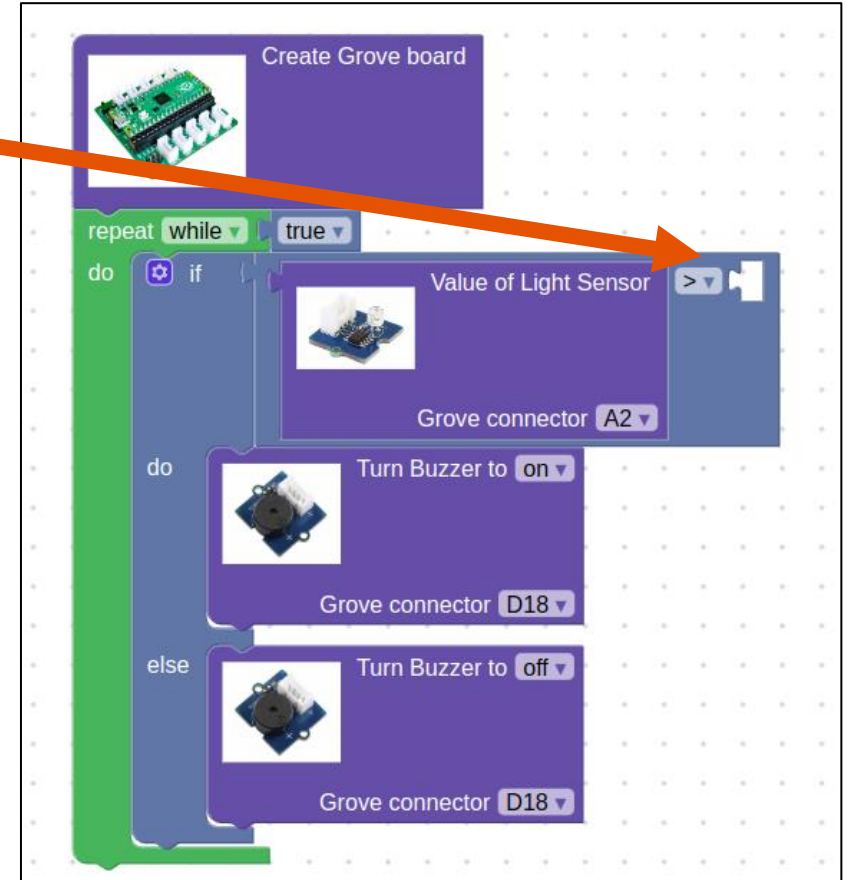 Create Grove board
repeat while true
do if Value of Light Sensor >
Grove connector A2
do Turn Buzzer to on
Grove connector D18
else Turn Buzzer to off
Grove connector D18